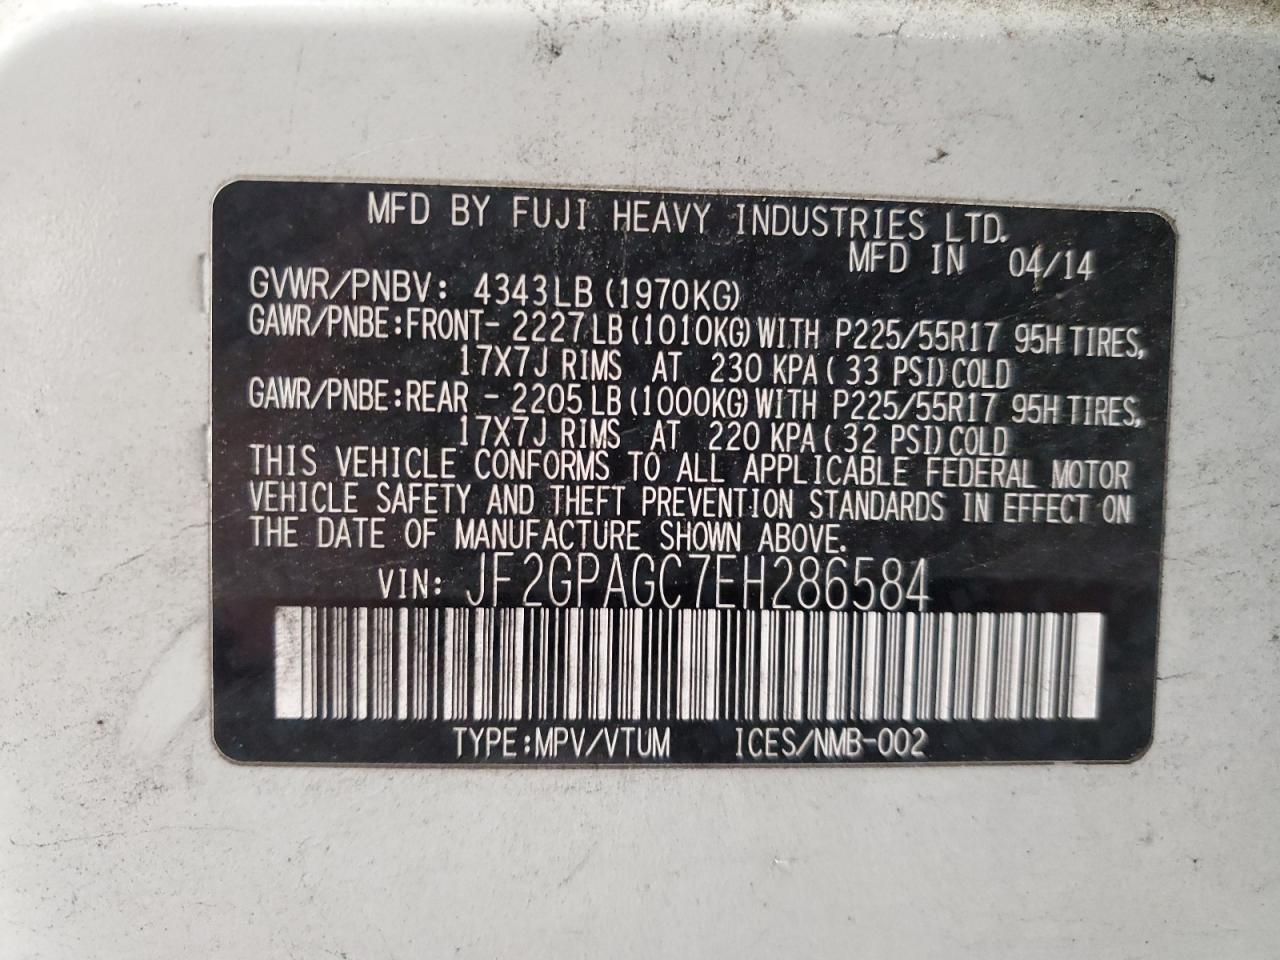 MFD BY FUJI HEAVY INDUSTRIES LTD.
MFD IN 04/14
GVWR/PNBV: 4343LB (1970KG)
GAWR/PNBE:FRONT- 2227LB (1010KG) WITH P225/55R17 95H TIRES,
17X7J RIMS AT 230 KPA( 33 PSI) COLD
GAWR/PNBE:REAR - 2205LB (1000KG) WITH P225/55R17 95H TIRES,
17X7J RIMS AT 220 KPA( 32 PSI) COLD
THIS VEHICLE CONFORMS TO ALL APPLICABLE FEDERAL MOTOR
VEHICLE SAFETY AND THEFT PREVENTION STANDARDS IN EFFECT ON
THE DATE OF MANUFACTURE SHOWN ABOVE.
VIN: JF2GPAGC7EH286584
TYPE:MPV/VTUM ICES/NMB-002